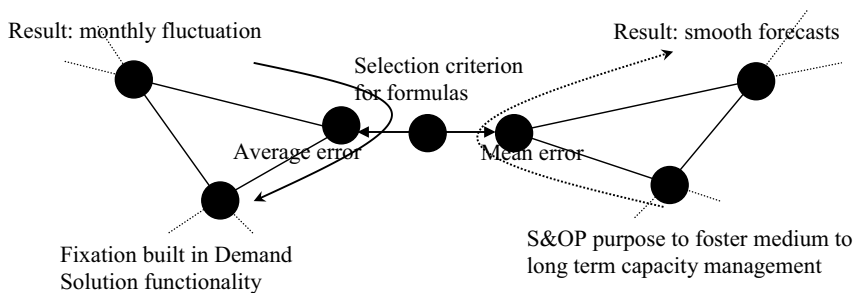 Result: monthly fluctuation
Result: smooth forecasts
Selection criterion
for formulas
Average error
Mean error
Fixation built in Demand
Solution functionality
S&OP purpose to foster medium to
long term capacity management